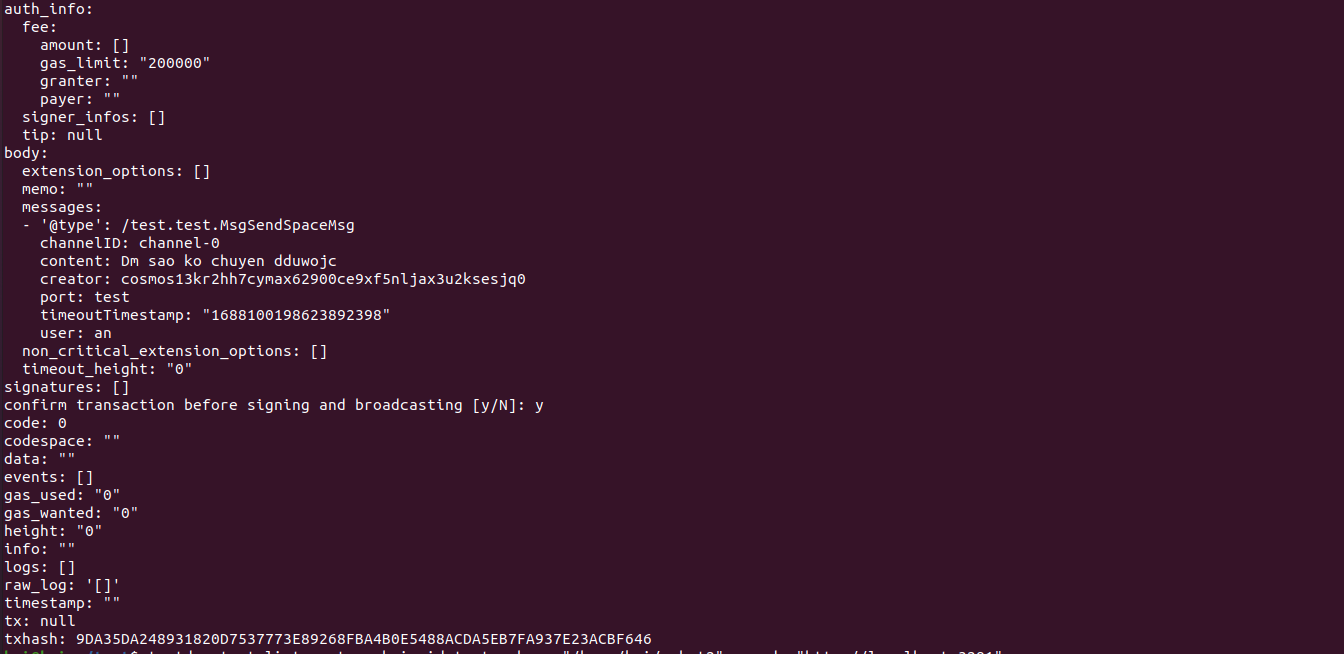 auth_info:
  fee:
    amount: []
    gas_limit: "200000"
    granter: ""
    payer: ""
  signer_infos: []
  tip: null
body:
  extension_options: []
  memo: ""
  messages:
  - '@type': /test.test.MsgSendSpaceMsg
    channelID: channel-0
    content: Dm sao ko chuyen dduwojc
    creator: cosmos13kr2hh7cymax62900ce9xf5nljax3u2ksesjq0
    port: test
    timeoutTimestamp: "1688100198623892398"
    user: an
  non_critical_extension_options: []
  timeout_height: "0"
signatures: []
confirm transaction before signing and broadcasting [y/N]: y
code: 0
codespace: ""
data: ""
events: []
gas_used: "0"
gas_wanted: "0"
height: "0"
info: ""
logs: []
raw_log: '[]'
timestamp: ""
tx: null
txhash: 9DA35DA248931820D7537773E89268FBA4B0E5488ACDA5EB7FA937E23ACBF646